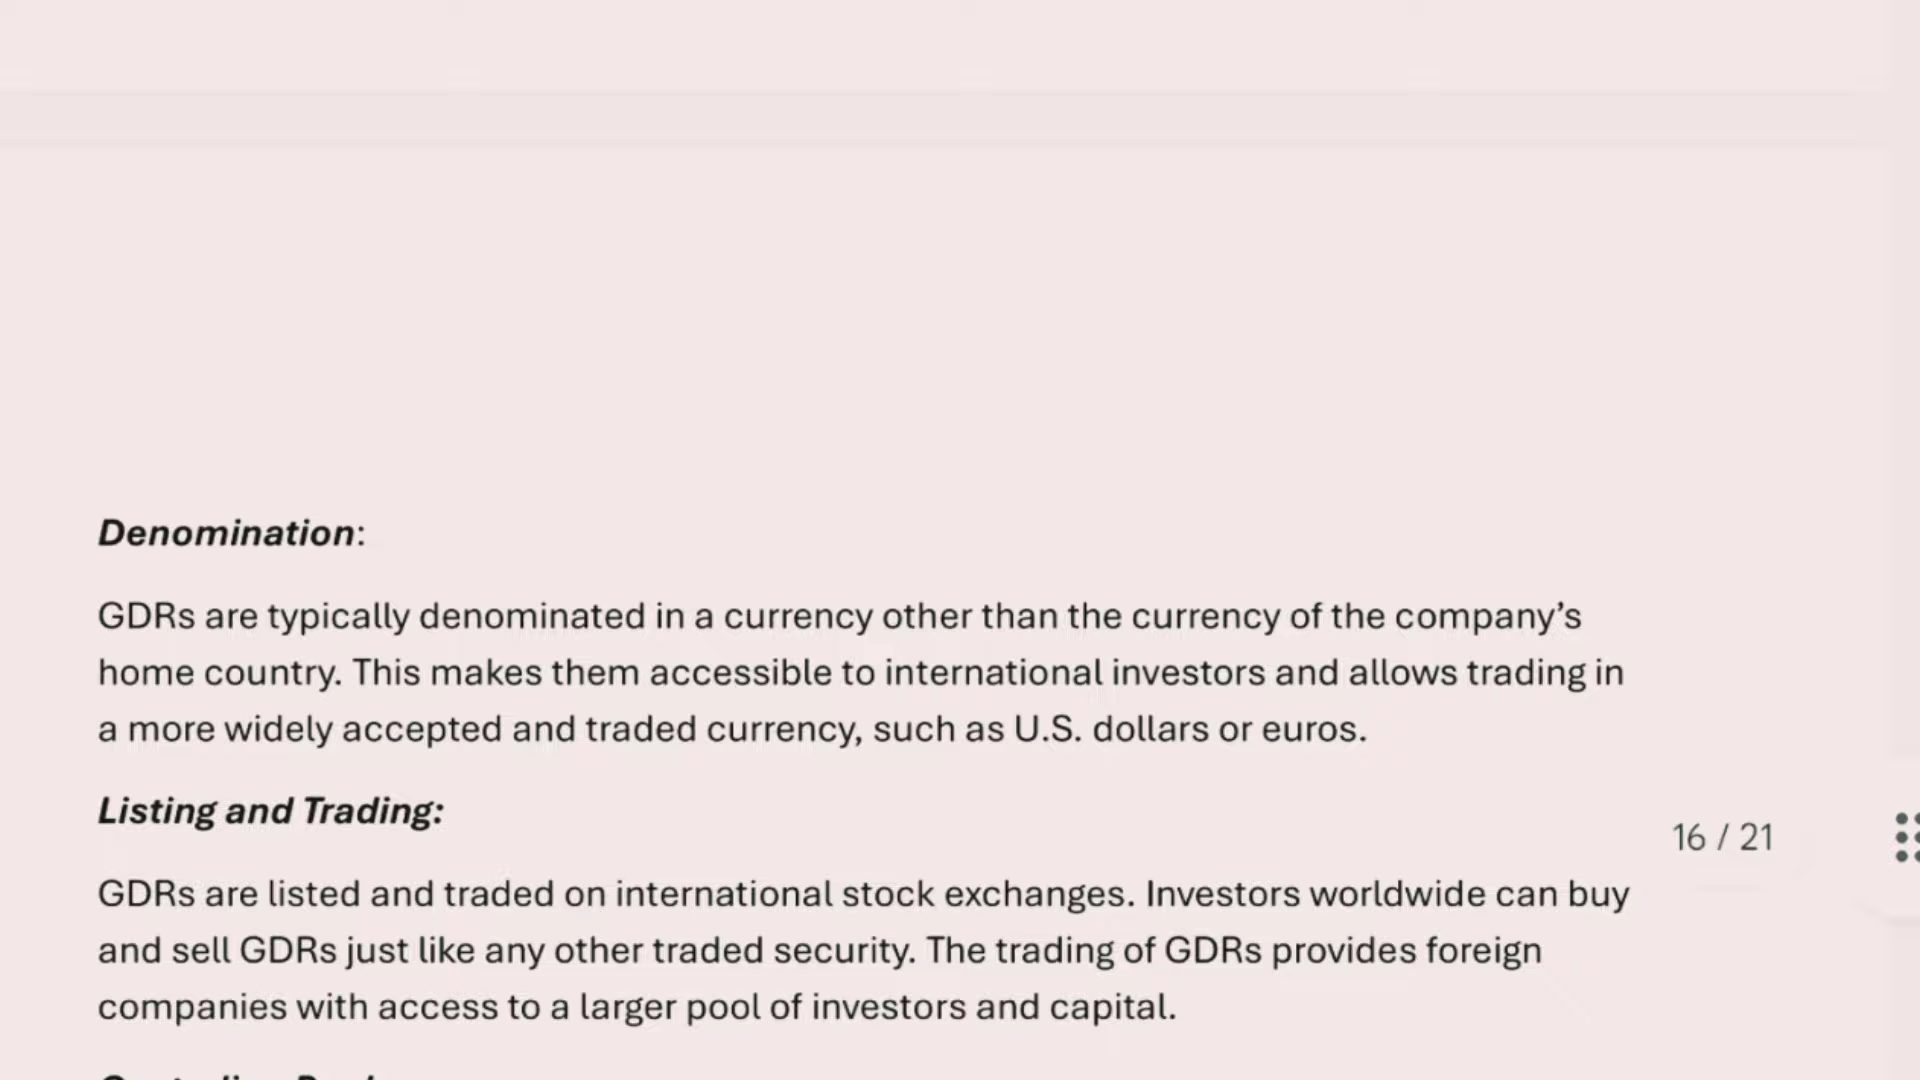 Denomination:
GDRs are typically denominated in a currency other than the currency of the company’s
home country. This makes them accessible to international investors and allows trading in
a more widely accepted and traded currency, such as U.S. dollars or euros.
Listing and Trading:
16 / 21
GDRs are listed and traded on international stock exchanges. Investors worldwide can buy
and sell GDRs just like any other traded security. The trading of GDRs provides foreign
companies with access to a larger pool of investors and capital.